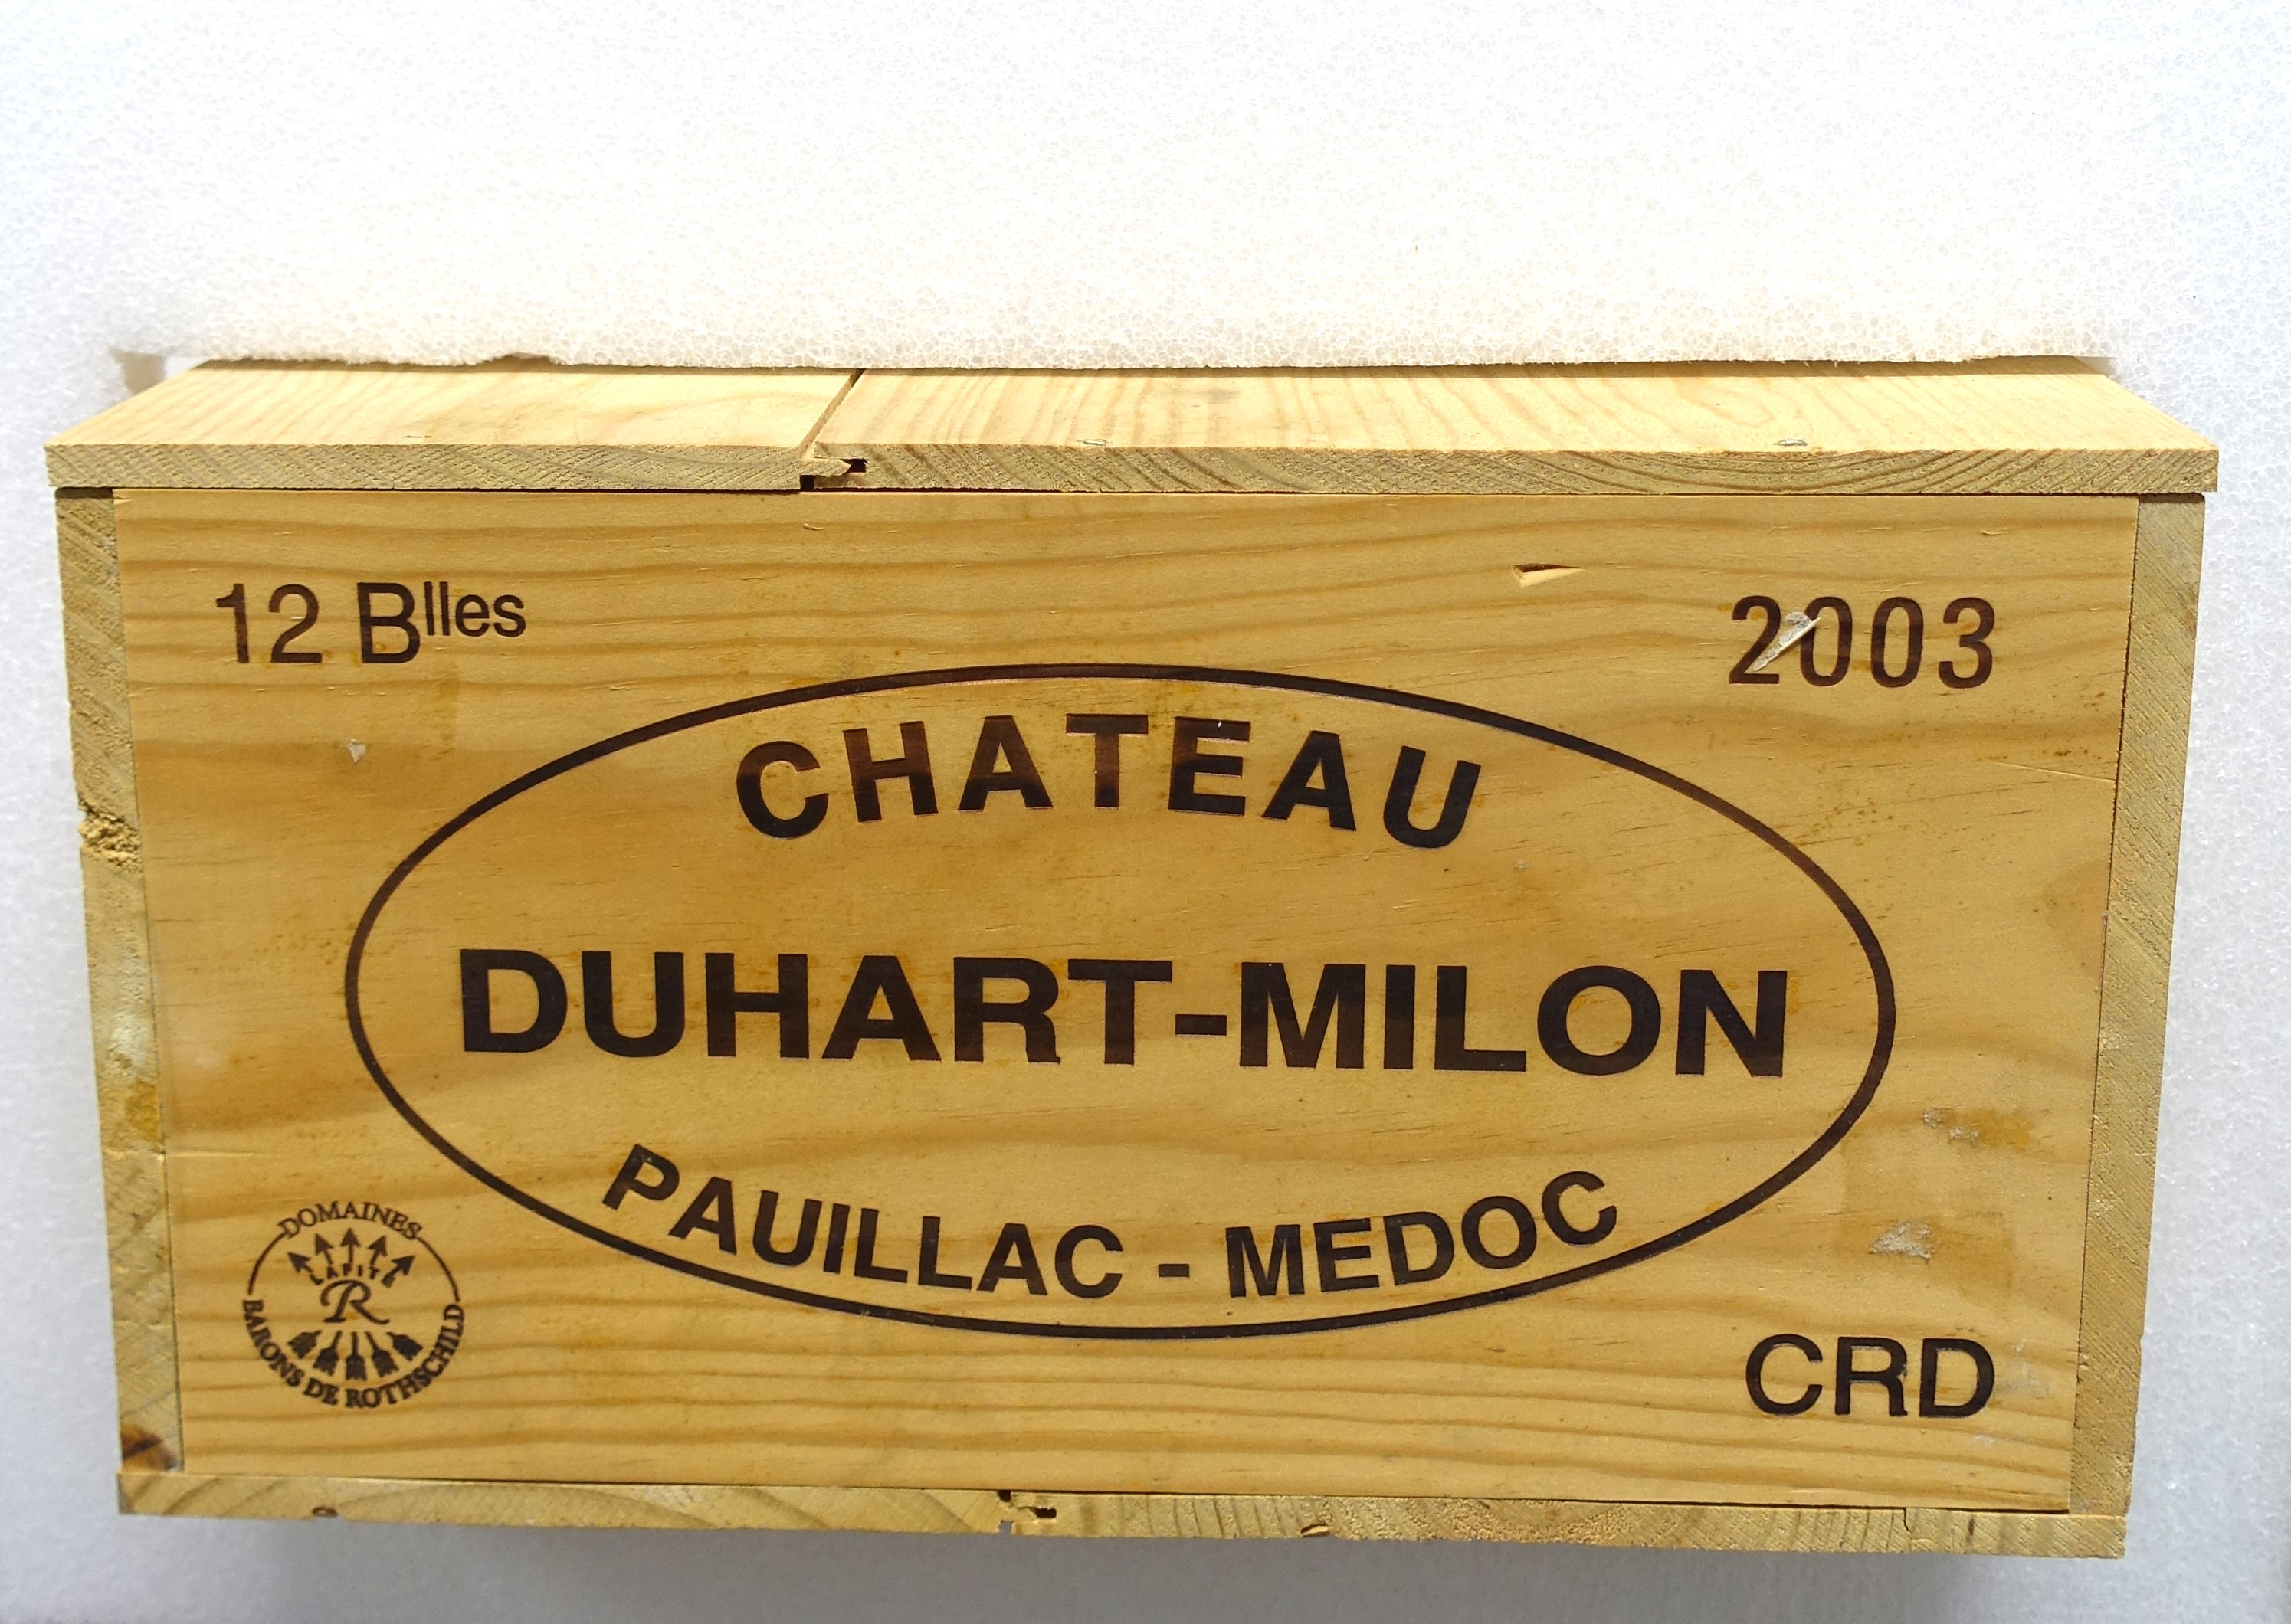 12 Blles
2003
CHATEAU
DUHART-MILON
PAUILLAC - MEDOC
DOMAINES
LAFITE
R
BARONS DE ROTHSCHILD
CRD